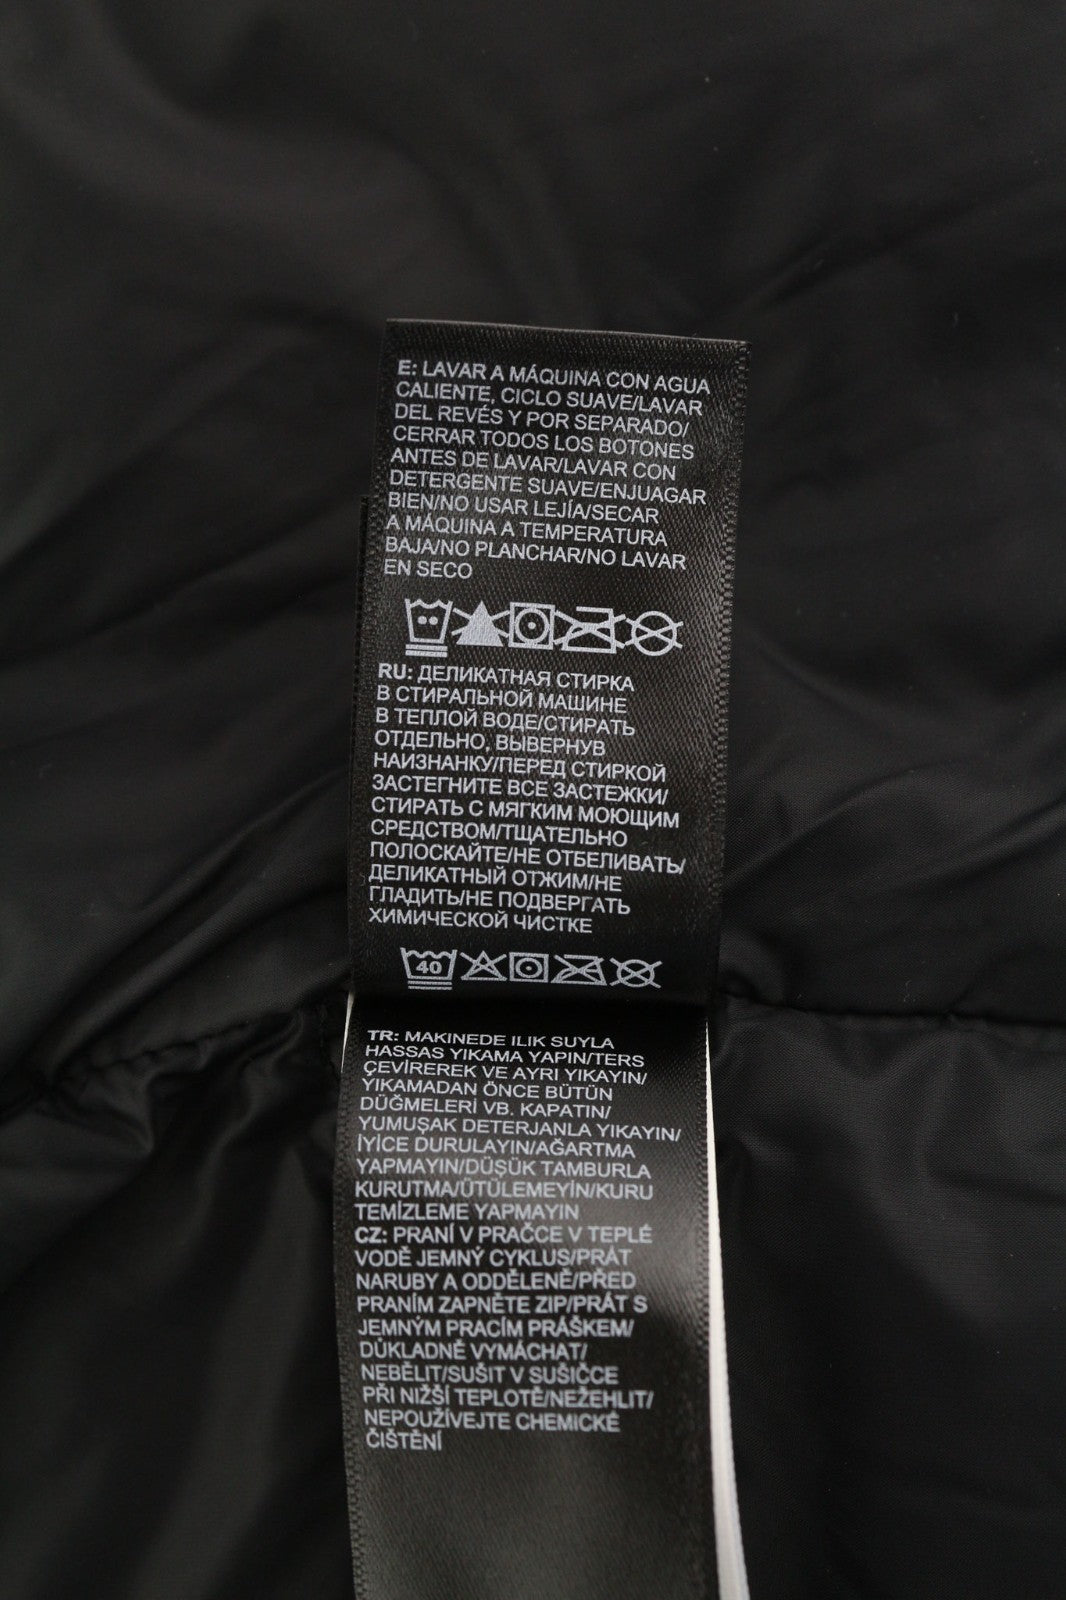 E: LAVAR A MÁQUINA CON AGUA
CALIENTE, CICLO SUAVE/LAVAR
DEL REVÉS Y POR SEPARADO/
CERRAR TODOS LOS BOTONES
ANTES DE LAVAR/LAVAR CON
DETERGENTE SUAVE/ENJUAGAR
BIEN/NO USAR LEJÍA/SECAR
A MÁQUINA A TEMPERATURA
BAJA/NO PLANCHAR/NO LAVAR
EN SECO
RU: ДЕЛИКАТНАЯ СТИРКА
В СТИРАЛЬНОЙ МАШИНЕ
В ТЕПЛОЙ ВОДЕ/СТИРАТЬ
ОТДЕЛЬНО, ВЫВЕРНУВ
НАИЗНАНКУ/ПЕРЕД СТИРКОЙ
ЗАСТЕГНИТЕ ВСЕ ЗАСТЕЖКИ/
СТИРАТЬ С МЯГКИМ МОЮЩИМ
СРЕДСТВОМ/ТЩАТЕЛЬНО
ПОЛОСКАЙТЕ/НЕ ОТБЕЛИВАТЬ/
ДЕЛИКАТНЫЙ ОТЖИМ/НЕ
ГЛАДИТЬ/НЕ ПОДВЕРГАТЬ
ХИМИЧЕСКОЙ ЧИСТКЕ
40
TR: MAKINEDE ILIK SUYLA
HASSAS YIKAMA YAPIN/TERS
ÇEVİREREK VE AYRI YIKAYIN/
YIKAMADAN ÖNCE BÜTÜN
DÜĞMELERİ VB. KAPATIN/
YUMUŞAK DETERJANLA YIKAYIN/
İYİCE DURULAYIN/AĞARTMA
YAPMAYIN/DÜŞÜK TAMBURLA
KURUTMA/ÜTÜLEMEYİN/KURU
TEMİZLEME YAPMAYIN
CZ: PRANÍ V PRAČCE V TEPLÉ
VODĚ JEMNÝ CYKLUS/PRÁT
NARUBY A ODDĚLENĚ/PŘED
PRANÍM ZAPNĚTE ZIP/PRÁT S
JEMNÝM PRACÍM PRÁŠKEM/
DŮKLADNĚ VYMÁCHAT/
NEBĚLIT/SUŠIT V SUŠIČCE
PŘI NIŽŠÍ TEPLOTĚ/NEŽEHLIT/
NEPOUŽÍVEJTE CHEMICKÉ
ČIŠTĚNÍ